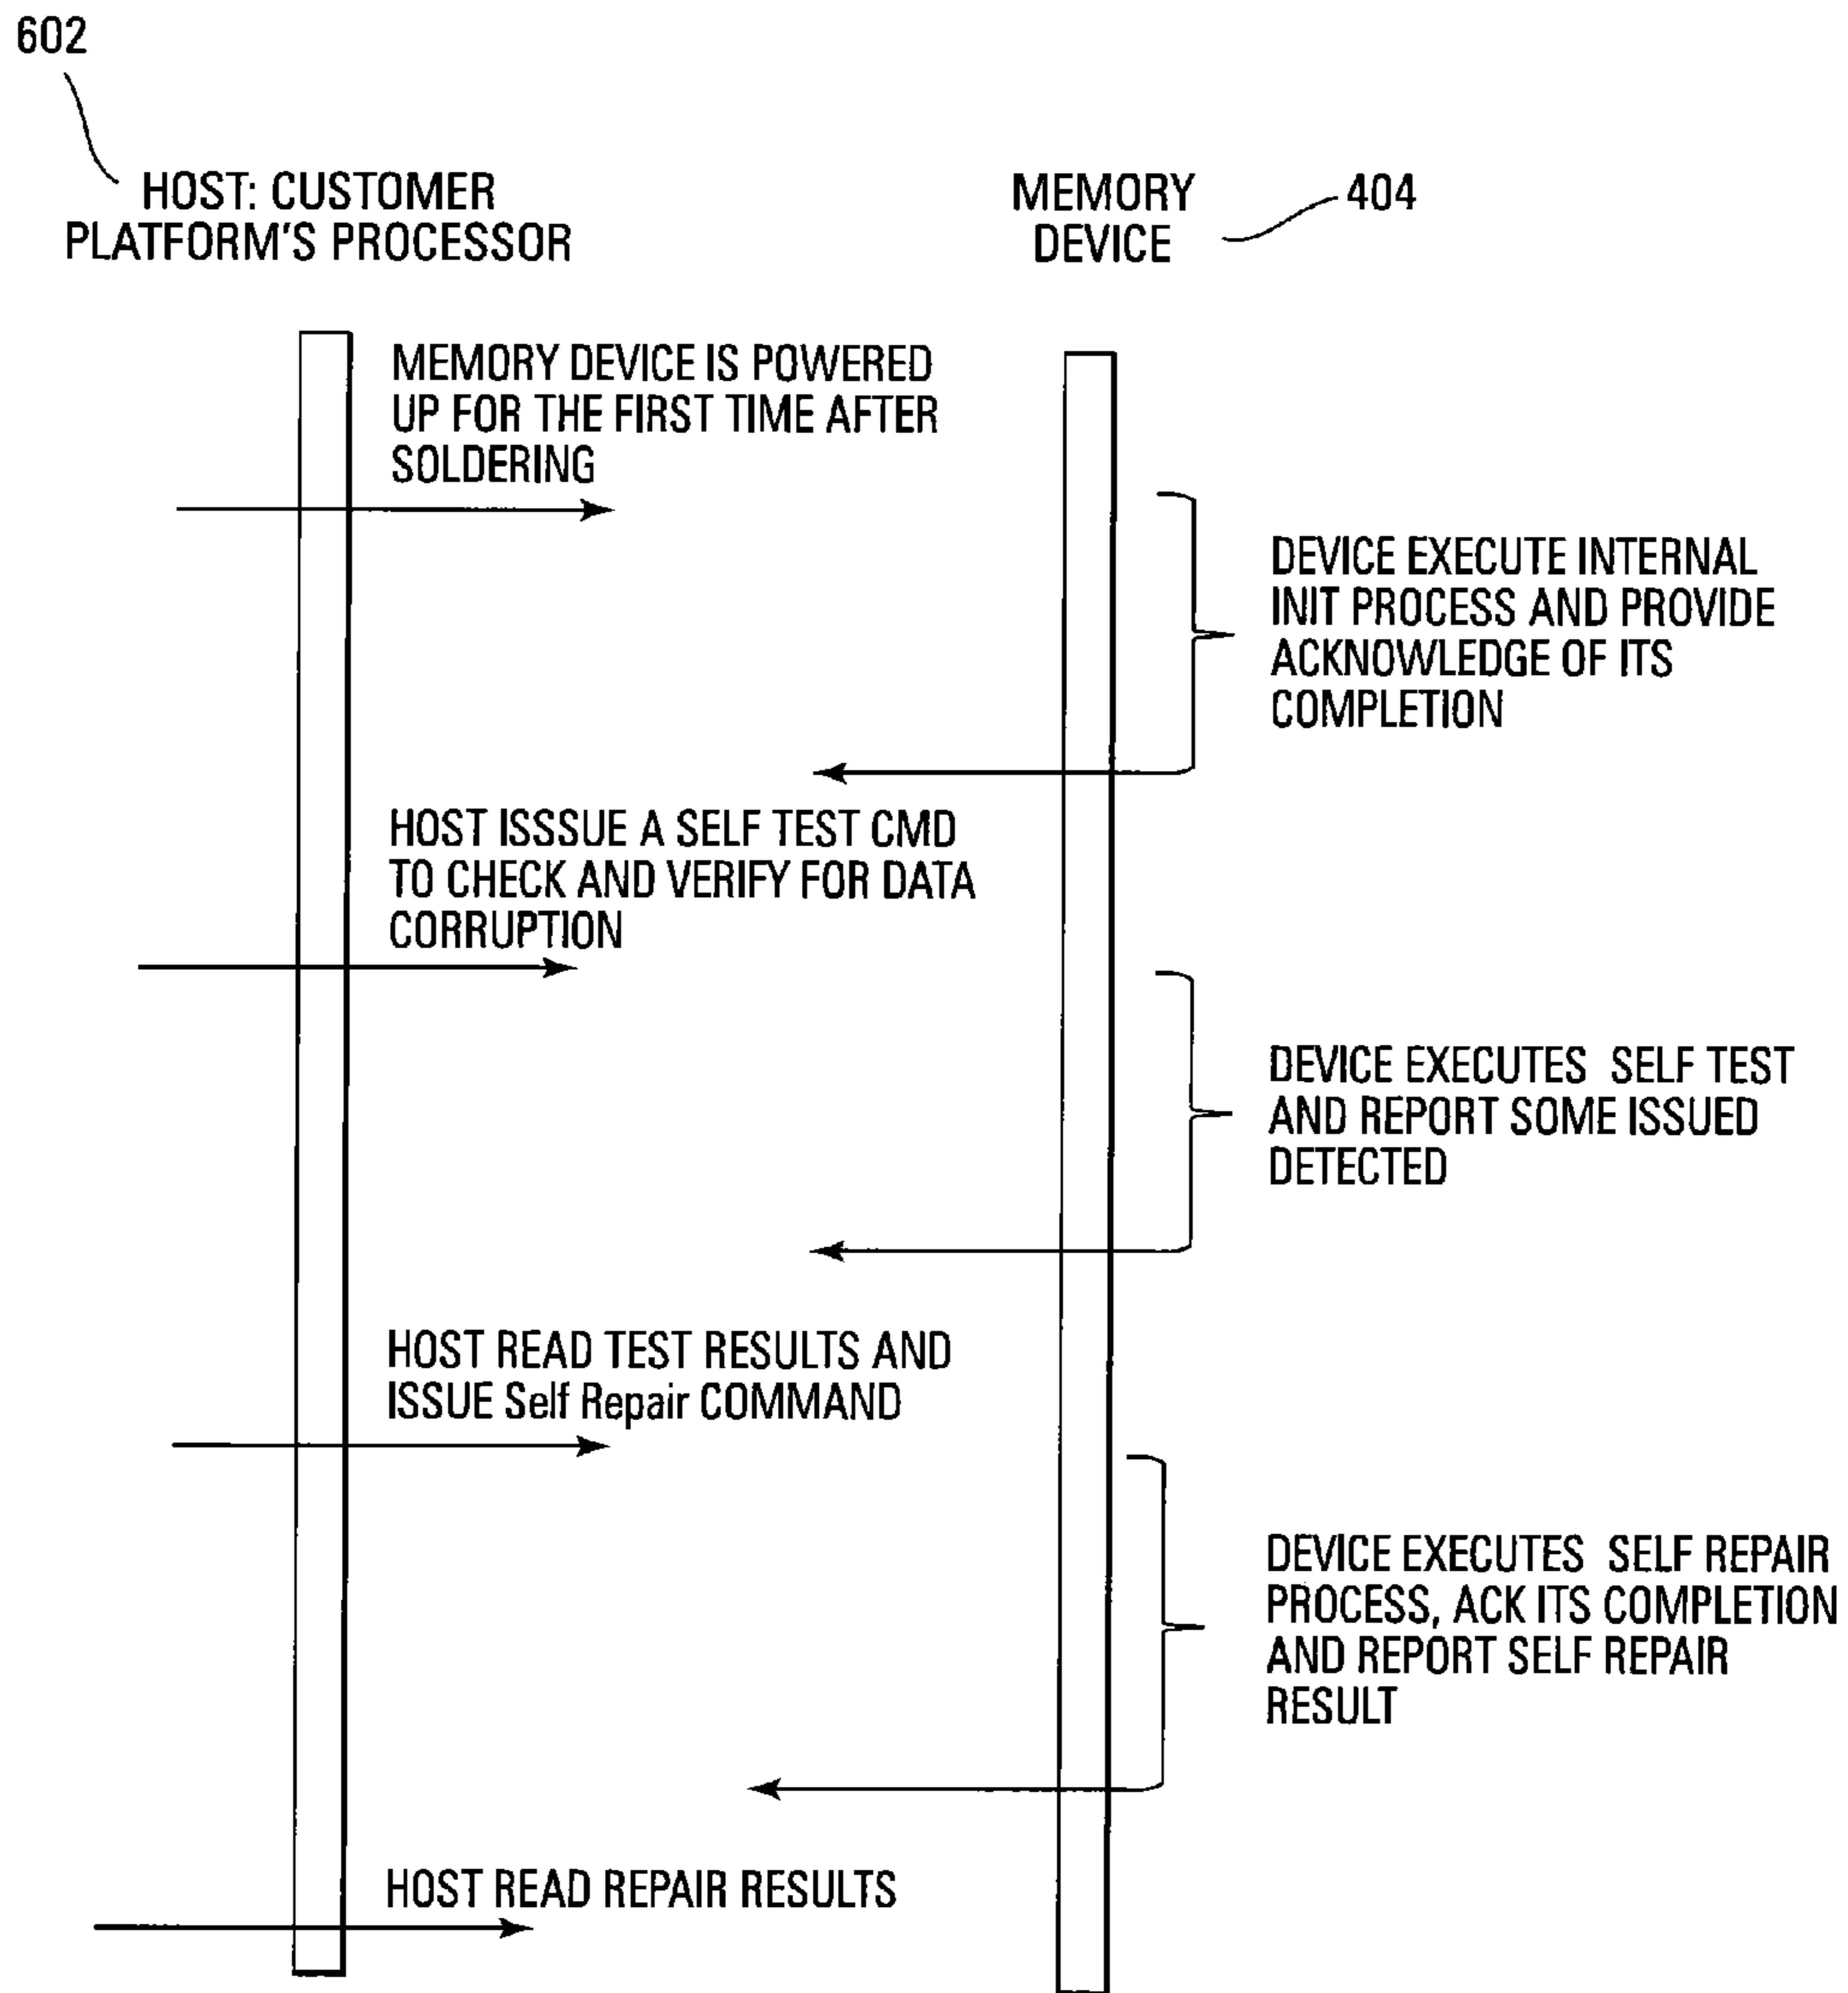 602
HOST: CUSTOMER
PLATFORM'S PROCESSOR
MEMORY
DEVICE
404
MEMORY DEVICE IS POWERED
UP FOR THE FIRST TIME AFTER
SOLDERING
DEVICE EXECUTE INTERNAL
INIT PROCESS AND PROVIDE
ACKNOWLEDGE OF ITS
COMPLETION
HOST ISSSUE A SELF TEST CMD
TO CHECK AND VERIFY FOR DATA
CORRUPTION
DEVICE EXECUTES SELF TEST
AND REPORT SOME ISSUED
DETECTED
HOST READ TEST RESULTS AND
ISSUE Self Repair COMMAND
DEVICE EXECUTES SELF REPAIR
PROCESS, ACK ITS COMPLETION
AND REPORT SELF REPAIR
RESULT
HOST READ REPAIR RESULTS